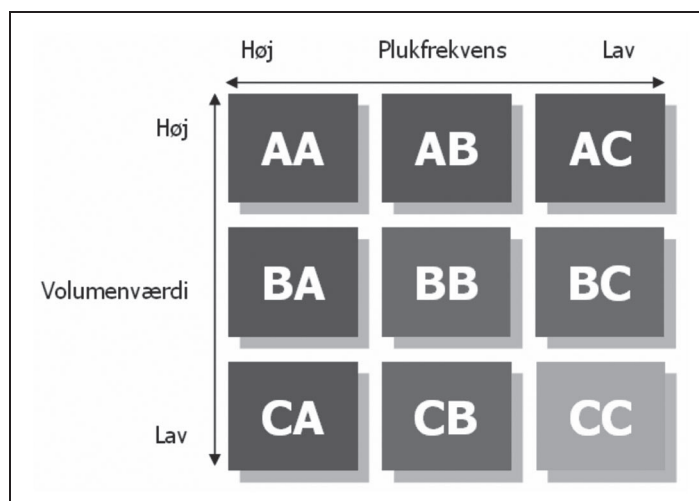 Høj Plukfrekvens Lav
Høj
AA AB AC
Volumenværdi
BA BB BC
CA CB CC
Lav